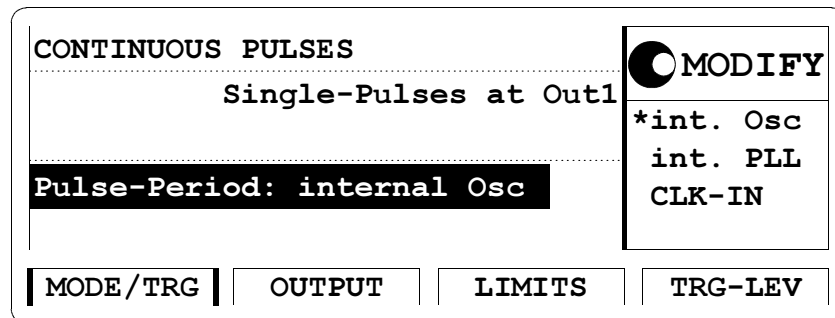 CONTINUOUS PULSES
Single-Pulses at Out1
Pulse-Period: internal Osc
MODIFY
*int. Osc
int. PLL
CLK-IN
MODE/TRG
OUTPUT
LIMITS
TRG-LEV